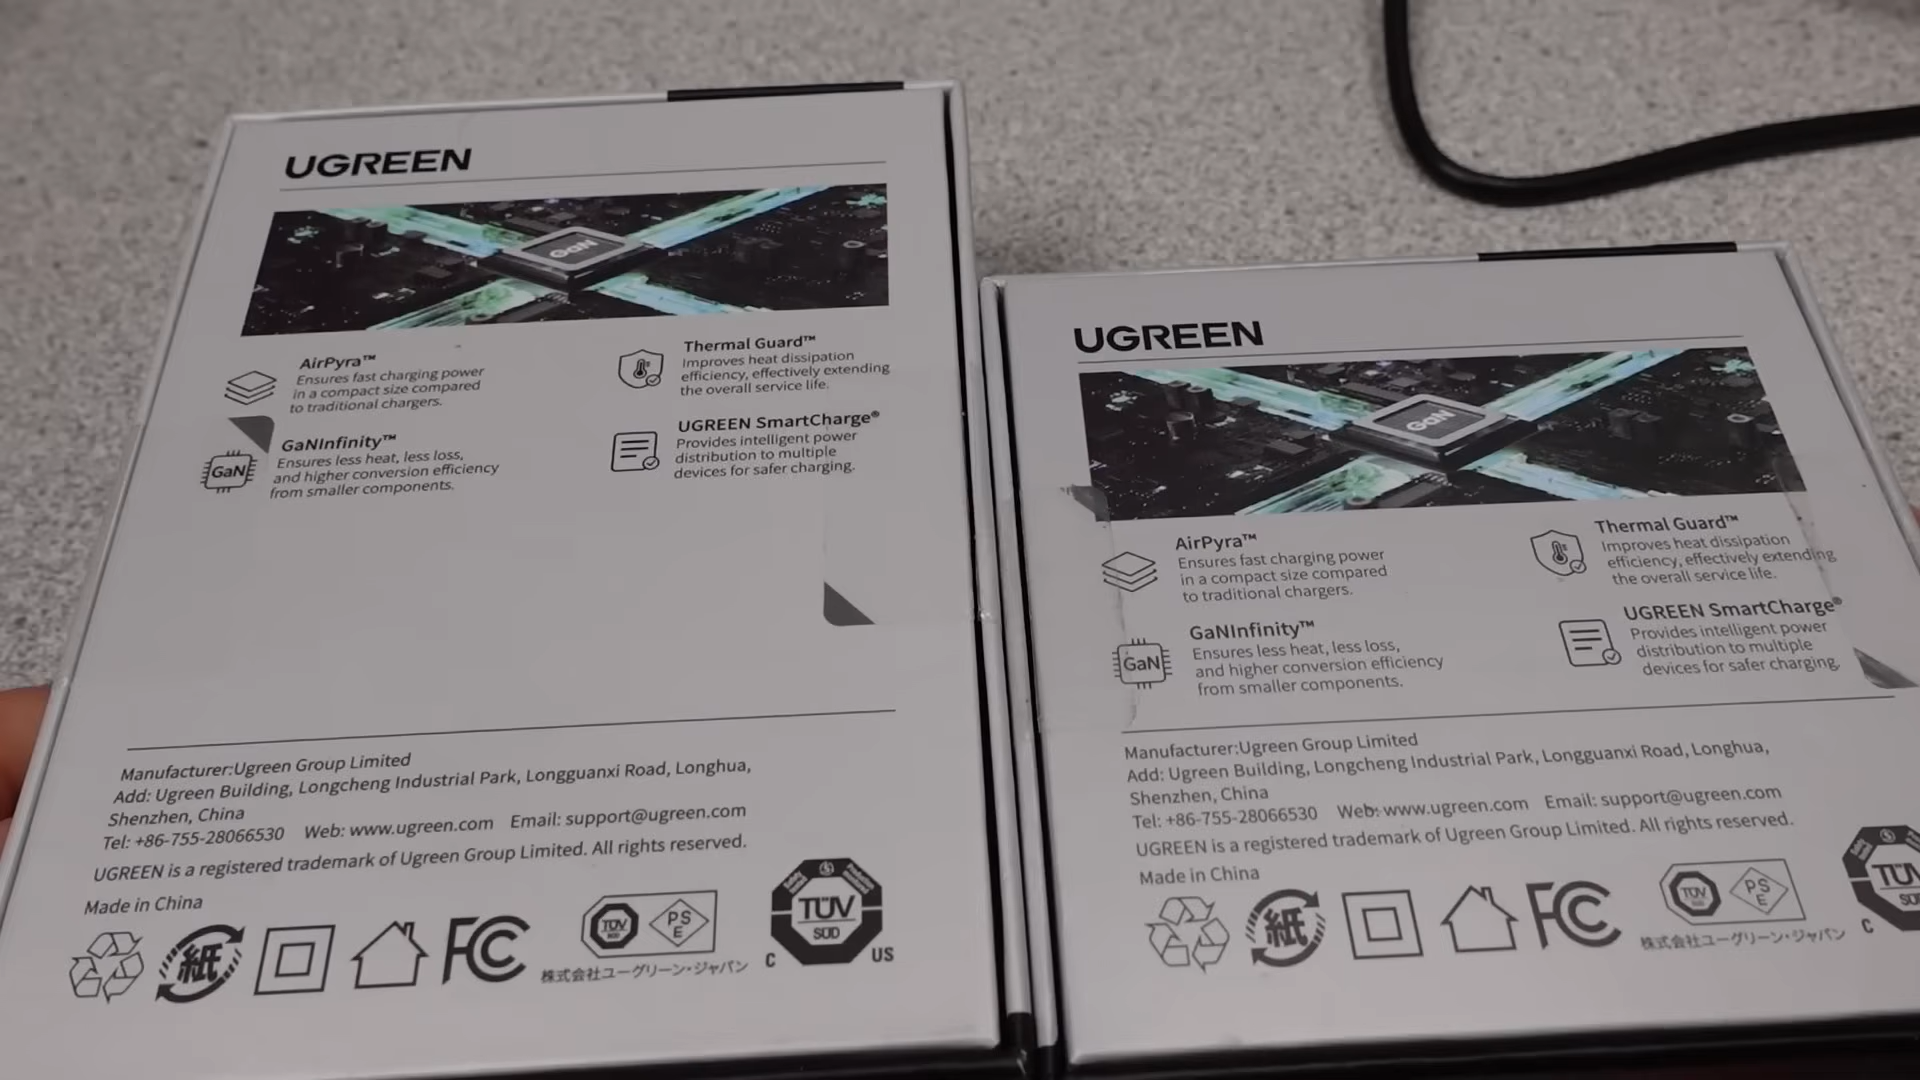 UGREEN
GaN
AirPyra™
Ensures fast charging power
in a compact size compared
to traditional chargers.
Thermal Guard™
Improves heat dissipation
efficiency, effectively extending
the overall service life.
GaN
GaNInfinity™
Ensures less heat, less loss,
and higher conversion efficiency
from smaller components.
UGREEN SmartCharge®
Provides intelligent power
distribution to multiple
devices for safer charging.
Manufacturer:Ugreen Group Limited
Add: Ugreen Building, Longcheng Industrial Park, Longguanxi Road, Longhua,
Shenzhen, China
Tel: +86-755-28066530 Web: www.ugreen.com Email: support@ugreen.com
UGREEN is a registered trademark of Ugreen Group Limited. All rights reserved.
Made in China
紙
FC
TÜV
PS
E
株式会社ユーグリーン・ジャパン
TÜV
SÜD
C US
UGREEN
GaN
AirPyra™
Ensures fast charging power
in a compact size compared
to traditional chargers.
Thermal Guard™
Improves heat dissipation
efficiency, effectively extending
the overall service life.
GaN
GaNInfinity™
Ensures less heat, less loss,
and higher conversion efficiency
from smaller components.
UGREEN SmartCharge®
Provides intelligent power
distribution to multiple
devices for safer charging.
Manufacturer:Ugreen Group Limited
Add: Ugreen Building, Longcheng Industrial Park, Longguanxi Road, Longhua,
Shenzhen, China
Tel: +86-755-28066530 Web: www.ugreen.com Email: support@ugreen.com
UGREEN is a registered trademark of Ugreen Group Limited. All rights reserved.
Made in China
紙
FC
TÜV
PS
E
株式会社ユーグリーン・ジャパン
C